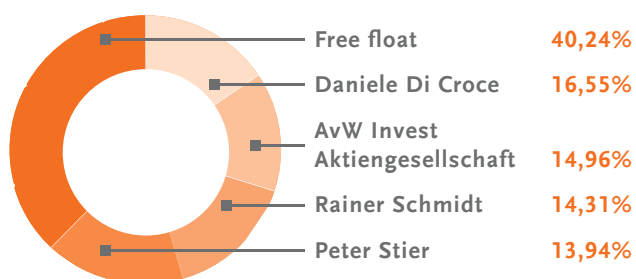 Free float 40,24%
Daniele Di Croce 16,55%
AvW Invest
Aktiengesellschaft 14,96%
Rainer Schmidt 14,31%
Peter Stier 13,94%